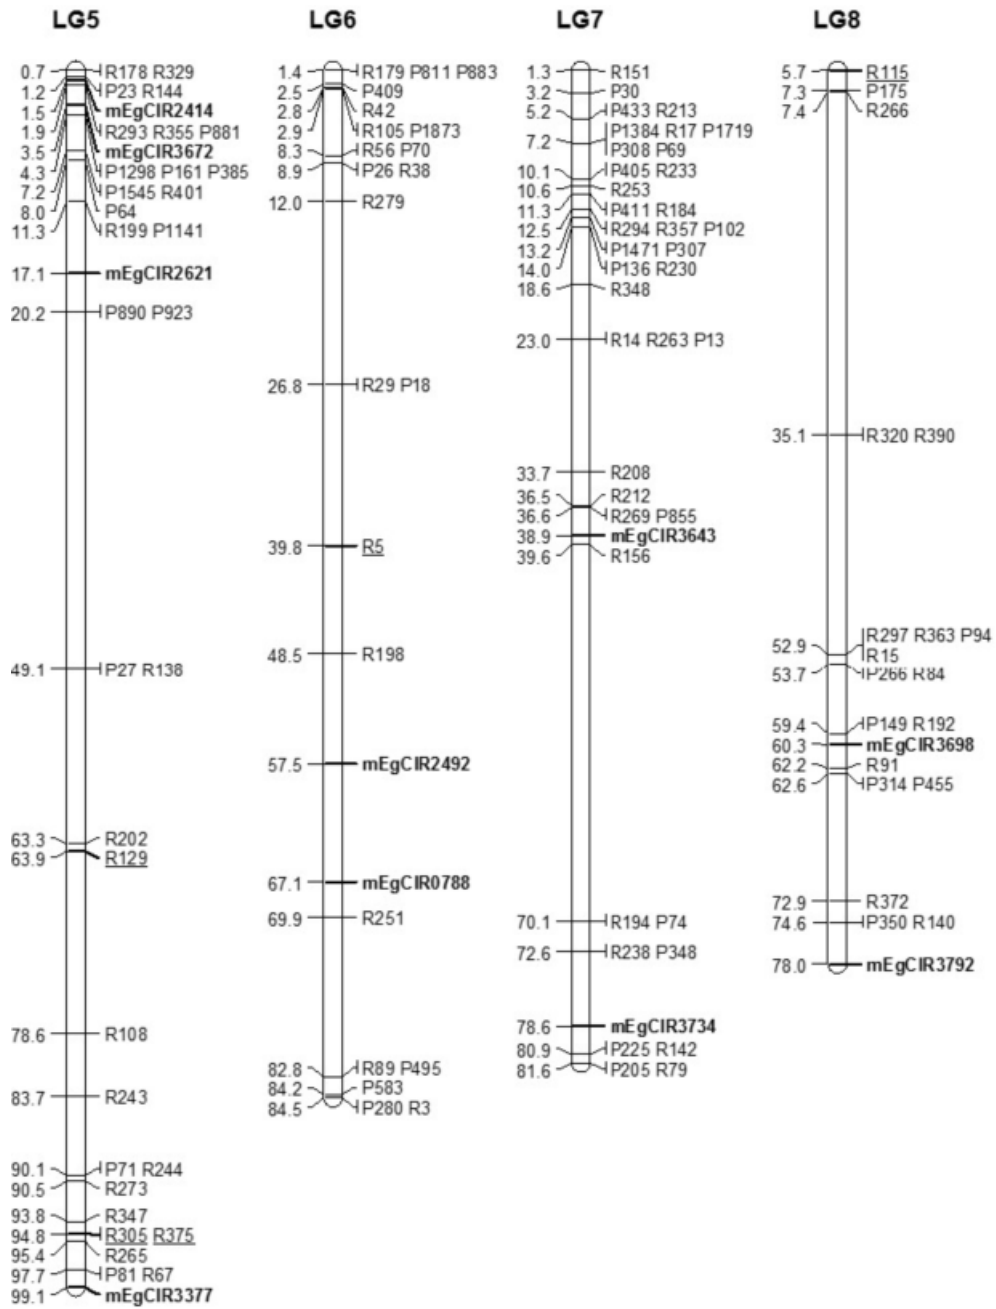 LG5
0.7 R178 R329
1.2 P23 R144
1.5 mEgCIR2414
1.9 R293 R355 P881
3.5 mEgCIR3672
4.3 P1298 P161 P385
7.2 P1545 R401
8.0 P64
11.3 R199 P1141
17.1 mEgCIR2621
20.2 P890 P923
49.1 P27 R138
63.3 R202
63.9 R129
78.6 R108
83.7 R243
90.1 P71 R244
90.5 R273
93.8 R347
94.8 R305 R375
95.4 R265
97.7 P81 R67
99.1 mEgCIR3377
LG6
1.4 R179 P811 P883
2.5 P409
2.8 R42
2.9 R105 P1873
8.3 R56 P70
8.9 P26 R38
12.0 R279
26.8 R29 P18
39.8 R5
48.5 R198
57.5 mEgCIR2492
67.1 mEgCIR0788
69.9 R251
82.8 R89 P495
84.2 P583
84.5 P280 R3
LG7
1.3 R151
3.2 P30
5.2 P433 R213
7.2 P1384 R17 P1719
P308 P69
10.1 P405 R233
10.6 R253
11.3 P411 R184
12.5 R294 R357 P102
13.2 P1471 P307
14.0 P136 R230
18.6 R348
23.0 R14 R263 P13
33.7 R208
36.5 R212
36.6 R269 P855
38.9 mEgCIR3643
39.6 R156
70.1 R194 P74
72.6 R238 P348
78.6 mEgCIR3734
80.9 P225 R142
81.6 P205 R79
LG8
5.7 R115
7.3 P175
7.4 R266
35.1 R320 R390
52.9 R297 R363 P94
R15
53.7 P266 R84
59.4 P149 R192
60.3 mEgCIR3698
62.2 R91
62.6 P314 P455
72.9 R372
74.6 P350 R140
78.0 mEgCIR3792